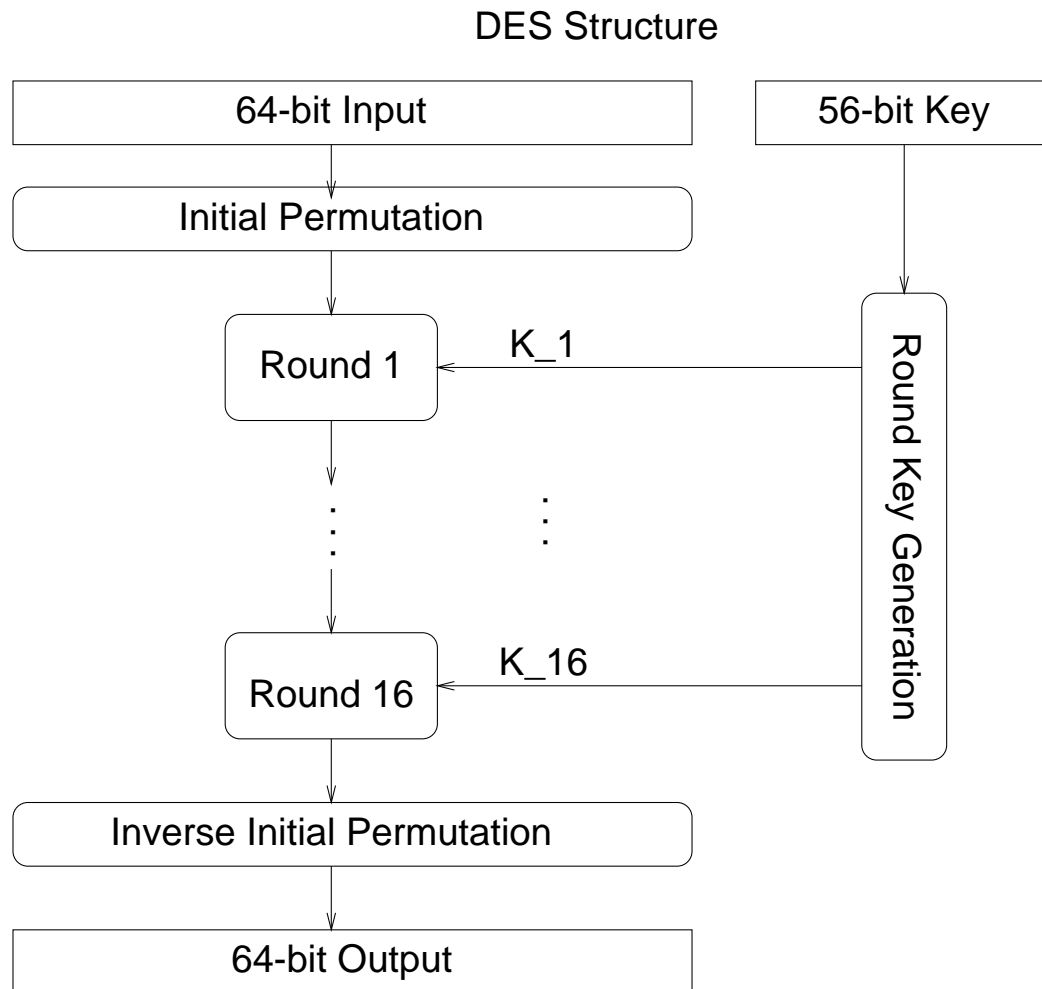 DES Structure
64-bit Input
56-bit Key
Initial Permutation
Round 1
K_1
Round Key Generation
Round 16
K_16
Inverse Initial Permutation
64-bit Output